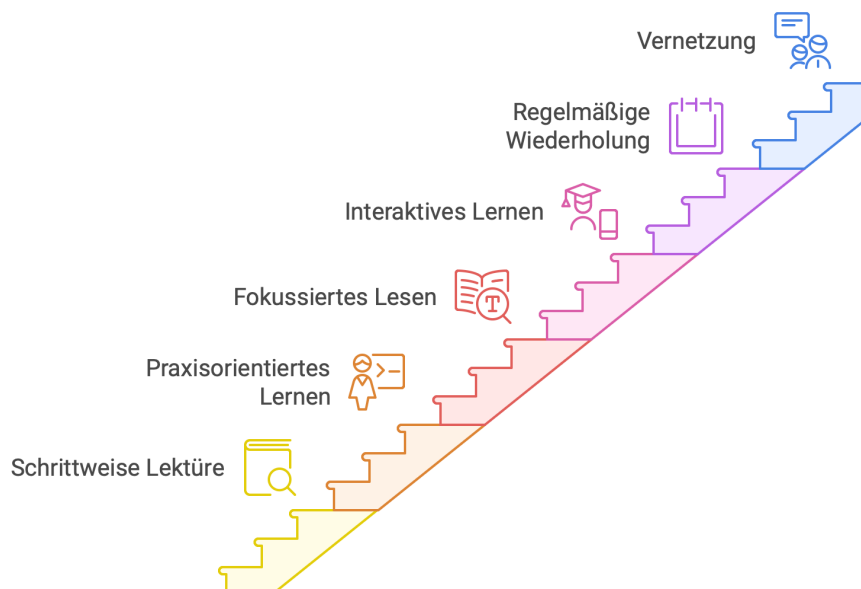 Vernetzung
Regelmäßige
Wiederholung
Interaktives Lernen
Fokussiertes Lesen
Praxisorientiertes
Lernen
Schrittweise Lektüre